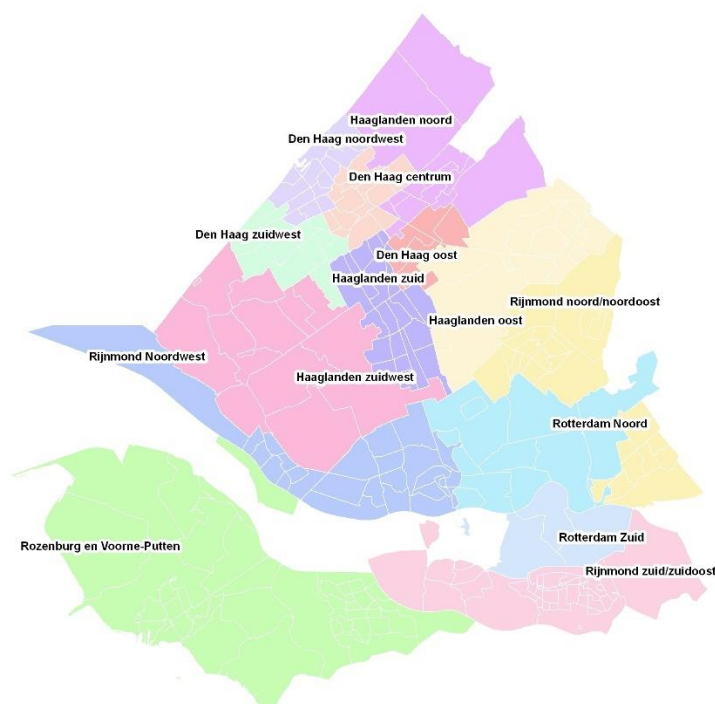 Haaglanden noord
Den Haag noordwest
Den Haag centrum
Den Haag zuidwest
Den Haag oost
Haaglanden zuid
Rijnmond noord/noordoost
Haaglanden oost
Rijnmond Noordwest
Haaglanden zuidwest
Rotterdam Noord
Rotterdam Zuid
Rozenburg en Voorne-Putten
Rijnmond zuid/zuidoost